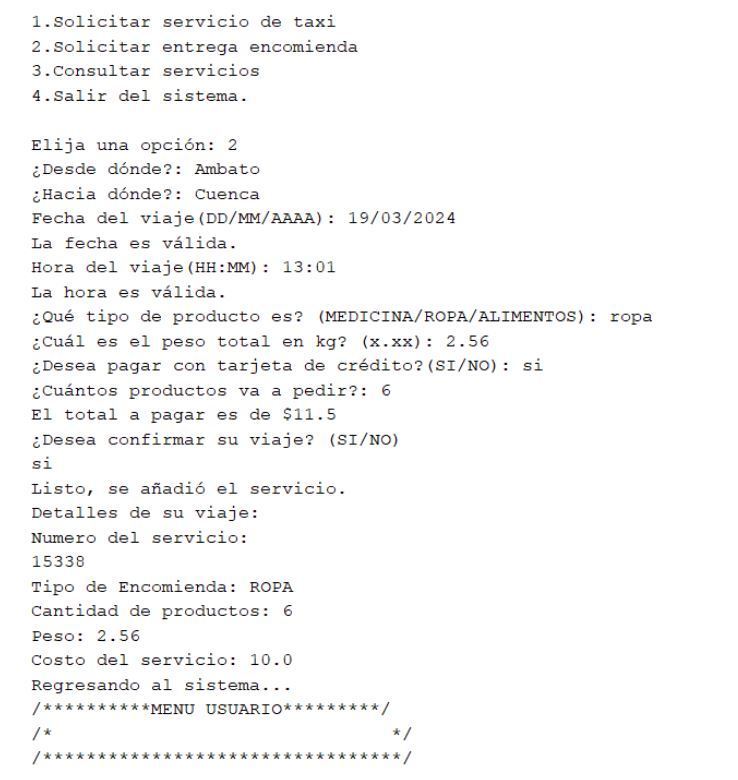 1.Solicitar servicio de taxi
2.Solicitar entrega encomienda
3.Consultar servicios
4.Salir del sistema.
Elija una opción: 2
¿Desde dónde?: Ambato
¿Hacia dónde?: Cuenca
Fecha del viaje(DD/MM/AAAA): 19/03/2024
La fecha es válida.
Hora del viaje(HH:MM): 13:01
La hora es válida.
¿Qué tipo de producto es? (MEDICINA/ROPA/ALIMENTOS): ropa
¿Cuál es el peso total en kg? (x.xx): 2.56
¿Desea pagar con tarjeta de crédito?(SI/NO): si
¿Cuántos productos va a pedir?: 6
El total a pagar es de $11.5
¿Desea confirmar su viaje? (SI/NO)
si
Listo, se añadió el servicio.
Detalles de su viaje:
Numero del servicio:
15338
Tipo de Encomienda: ROPA
Cantidad de productos: 6
Peso: 2.56
Costo del servicio: 10.0
Regresando al sistema...
/**********MENU USUARIO*********/
/*                                */
/*********************************/